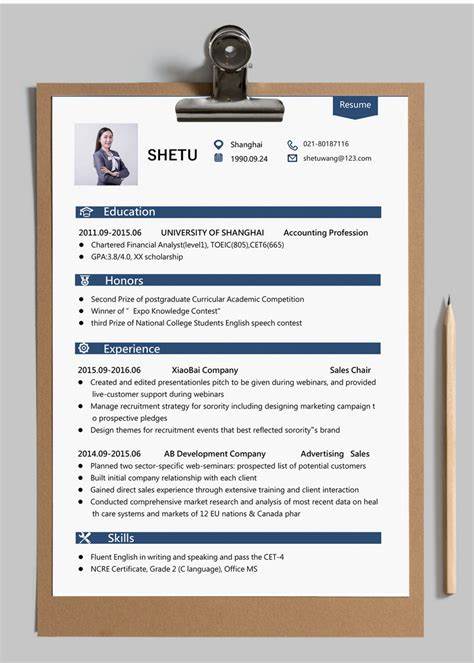 Resume
SHETU
Shanghai
021-80187116
1990.09.24
shetuwang@123.com
Education
2011.09-2015.06 UNIVERSITY OF SHANGHAI Accounting Profession
Chartered Financial Analyst(level1), TOEIC(805),CET6(665)
GPA:3.8/4.0, XX scholarship
Honors
Second Prize of postgraduate Curricular Academic Competition
Winner of “ Expo Knowledge Contest"
third Prize of National College Students English speech contest
Experience
2015.09-2016.06 XiaoBai Company Sales Chair
Created and edited presentationles pitch to be given during webinars, and provided
live-customer support during webinars
Manage recruitment strategy for sorority including designing marketing campaign t
o prospective pledges
Design themes for recruitment events that best reflected sorority"s brand
2014.09-2015.06 AB Development Company Advertising Sales
Planned two sector-specific web-seminars: prospected list of potential customers
Built initial company relationship with each client
Gained direct sales experience through extensive training and client interaction
Conducted comprehensive market research and analysis of most recent data on heal
th care systems and markets of 12 EU nations & Canada phar
Skills
Fluent English in writing and speaking and pass the CET-4
NCRE Certificate, Grade 2 (C language), Office MS